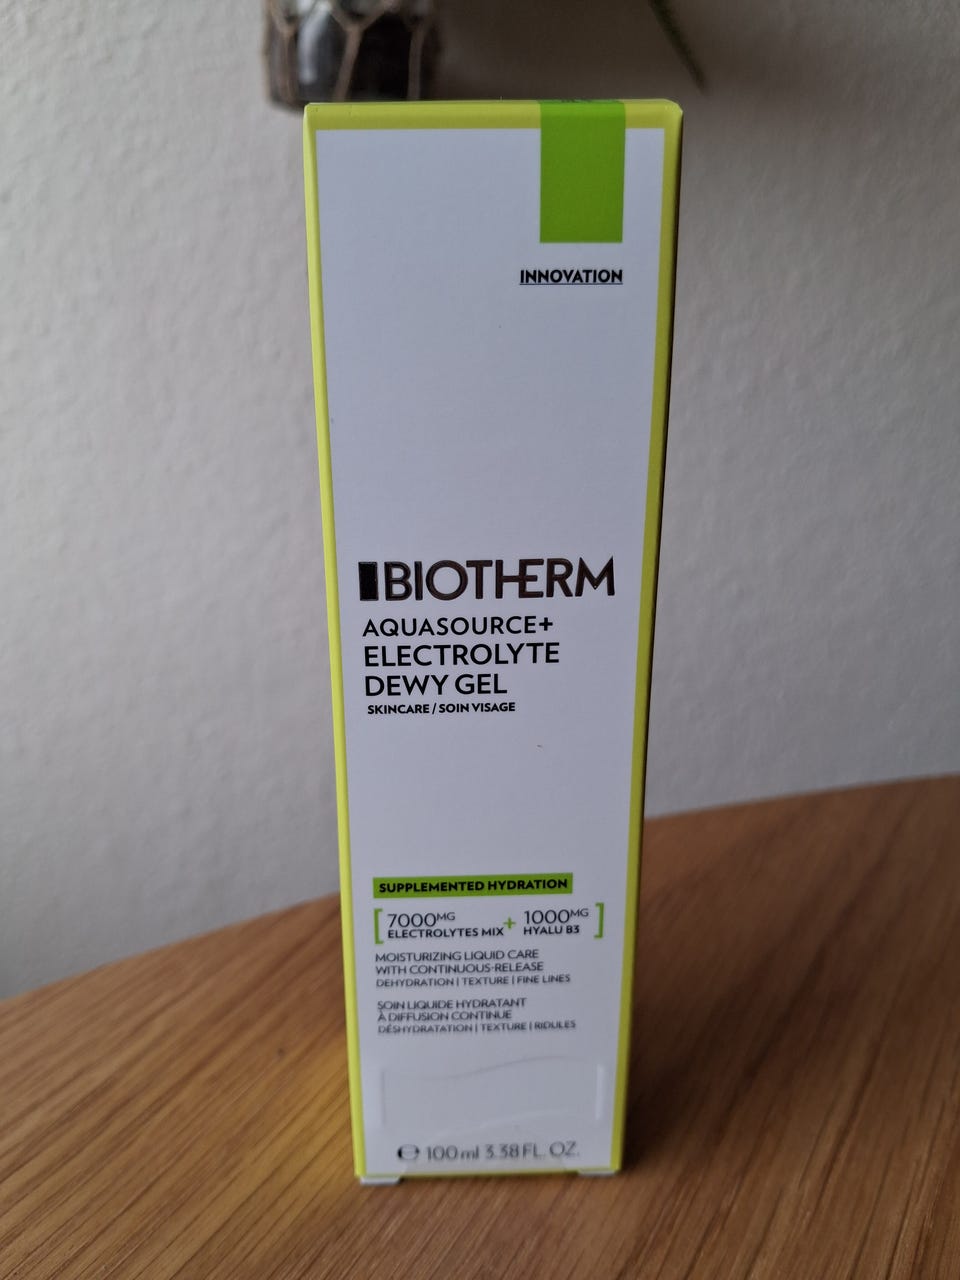 INNOVATION
BIOTHERM
AQUASOURCE+
ELECTROLYTE
DEWY GEL
SKINCARE / SOIN VISAGE
SUPPLEMENTED HYDRATION
[7000MG ELECTROLYTES MIX + 1000MG HYALU B3]
MOISTURIZING LIQUID CARE
WITH CONTINUOUS-RELEASE
DEHYDRATION | TEXTURE | FINE LINES
SOIN LIQUIDE HYDRATANT
À DIFFUSION CONTINUE
DÉSHYDRATATION | TEXTURE | RIDULES
℮ 100 ml 3.38 FL. OZ.